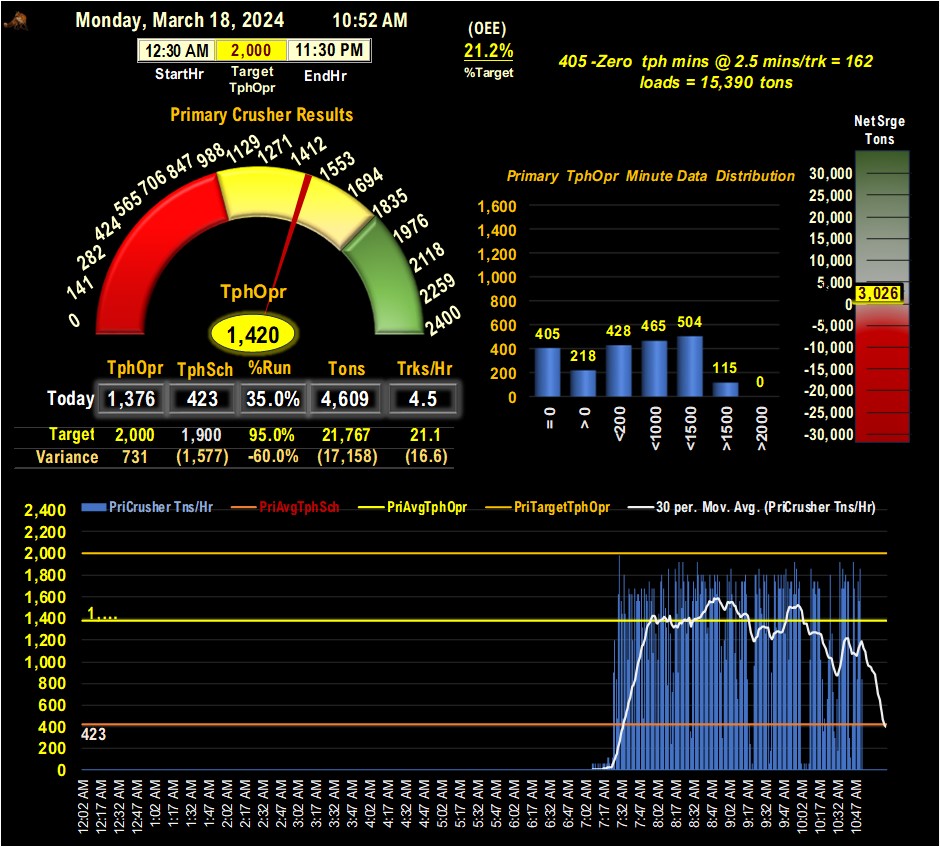 Monday, March 18, 2024 10:52 AM
12:30 AM 2,000 11:30 PM
StartHr Target TphOpr EndHr
(OEE)
21.2%
%Target
405 -Zero tph mins @ 2.5 mins/trk = 162
loads = 15,390 tons
Primary Crusher Results
0 141 282 424 565 706 847 988 1129 1271 1412 1553 1694 1835 1976 2118 2259 2400
TphOpr
1,420
TphOpr TphSch %Run Tons Trks/Hr
Today 1,376 423 35.0% 4,609 4.5
Target 2,000 1,900 95.0% 21,767 21.1
Variance 731 (1,577) -60.0% (17,158) (16.6)
Primary TphOpr Minute Data Distribution
1,600
1,400
1,200
1,000
800
600
400
200
0
405 218 428 465 504 115 0
= 0 > 0 <200 <1000 <1500 >1500 >2000
Net Srge
Tons
30,000
25,000
20,000
15,000
10,000
5,000
3,026
0
-5,000
-10,000
-15,000
-20,000
-25,000
-30,000
PriCrusher Tns/Hr PriAvgTphSch PriAvgTphOpr PriTargetTphOpr 30 per. Mov. Avg. (PriCrusher Tns/Hr)
2,400
2,200
2,000
1,800
1,600
1,400
1,200
1,000
800
600
400
200
0
1,...
423
12:02 AM 12:17 AM 12:32 AM 12:47 AM 1:02 AM 1:17 AM 1:32 AM 1:47 AM 2:02 AM 2:17 AM 2:32 AM 2:47 AM 3:02 AM 3:17 AM 3:32 AM 3:47 AM 4:02 AM 4:17 AM 4:32 AM 4:47 AM 5:02 AM 5:17 AM 5:32 AM 5:47 AM 6:02 AM 6:17 AM 6:32 AM 6:47 AM 7:02 AM 7:17 AM 7:32 AM 7:47 AM 8:02 AM 8:17 AM 8:32 AM 8:47 AM 9:02 AM 9:17 AM 9:32 AM 9:47 AM 10:02 AM 10:17 AM 10:32 AM 10:47 AM